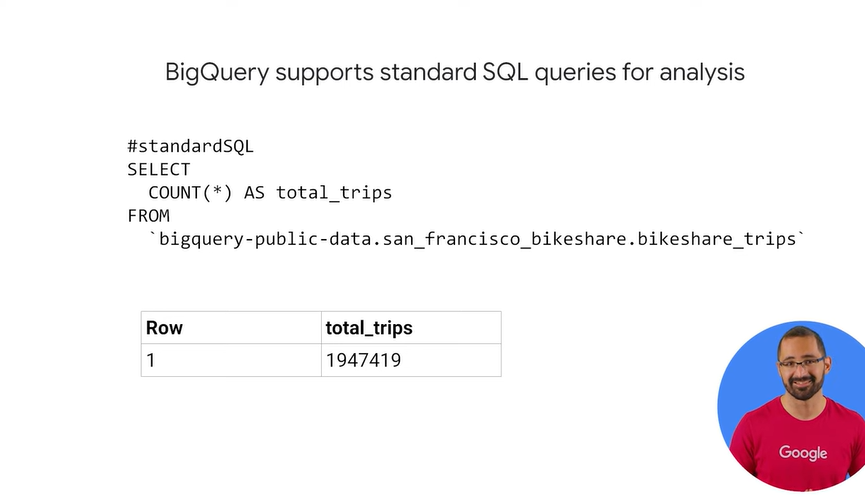 BigQuery supports standard SQL queries for analysis
#standardSQL
SELECT
COUNT(*) AS total_trips
FROM
`bigquery-public-data.san_francisco_bikeshare.bikeshare_trips`
Row total_trips
1 1947419
Google